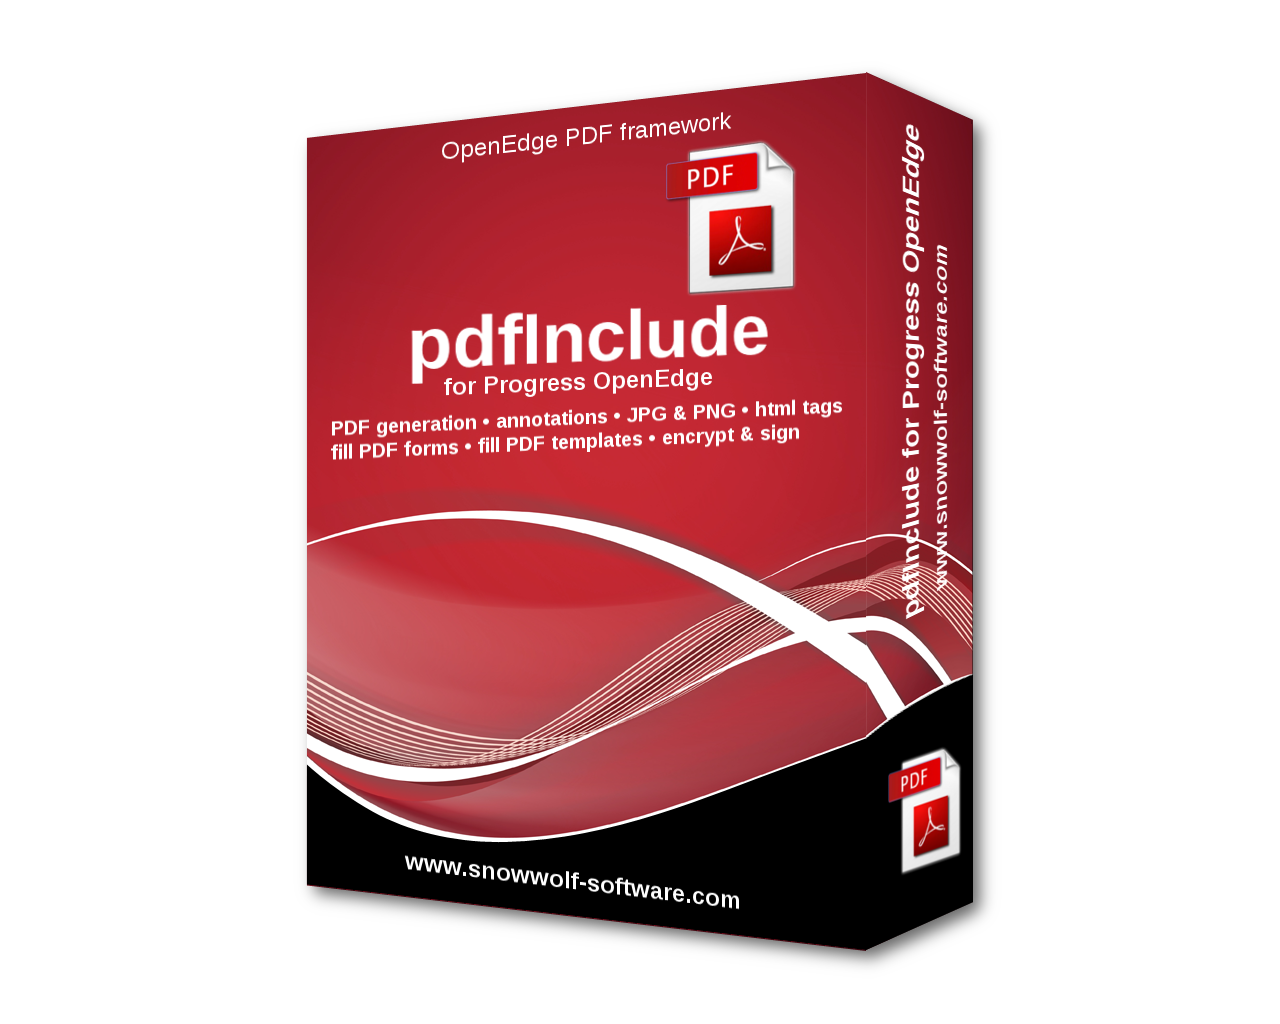 OpenEdge PDF framework
PDF
pdfInclude
for Progress OpenEdge
PDF generation • annotations • JPG & PNG • html tags
fill PDF forms • fill PDF templates • encrypt & sign
www.snowwolf-software.com
pdfInclude for Progress OpenEdge
www.snowwolf-software.com
PDF